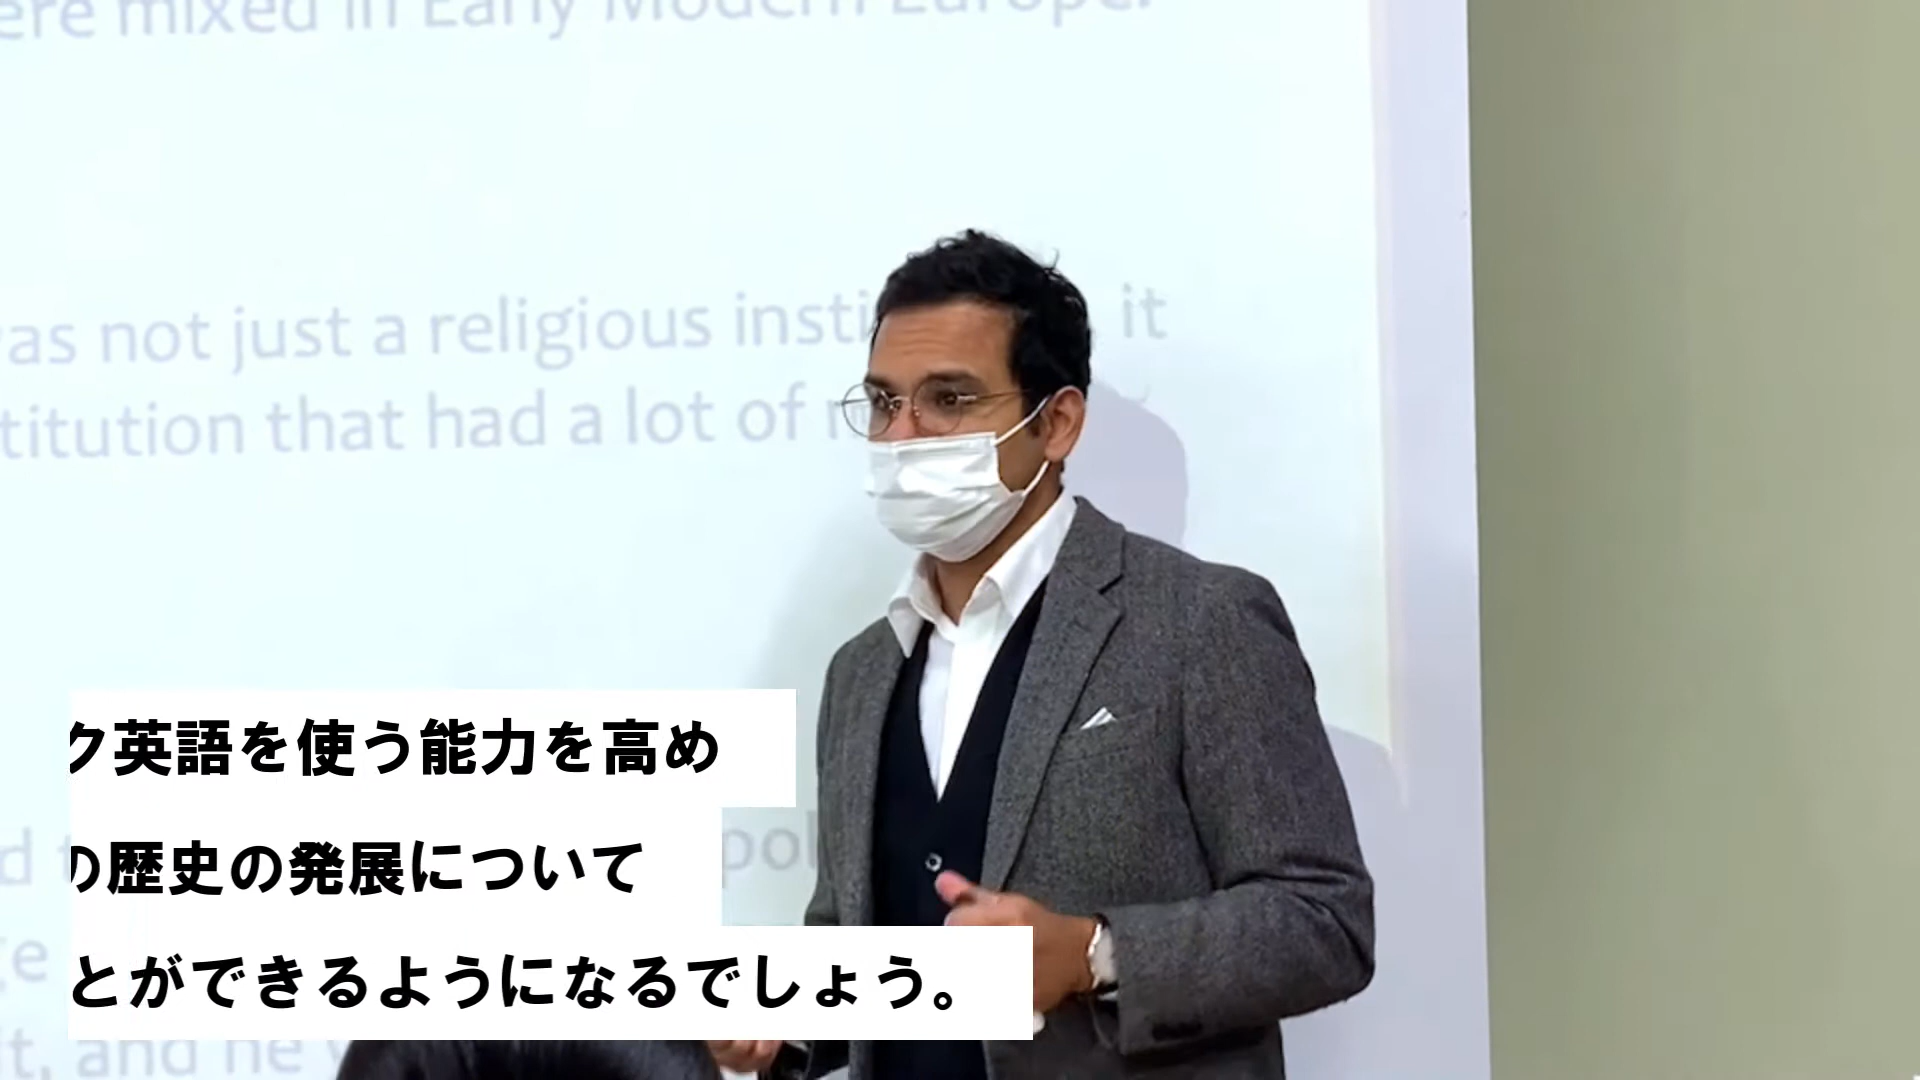 ere mixed in Early Modern Europe.
as not just a religious insti it
titution that had a lot of
ク英語を使う能力を高め
の歴史の発展について
pol
とができるようになるでしょう。
it, and he